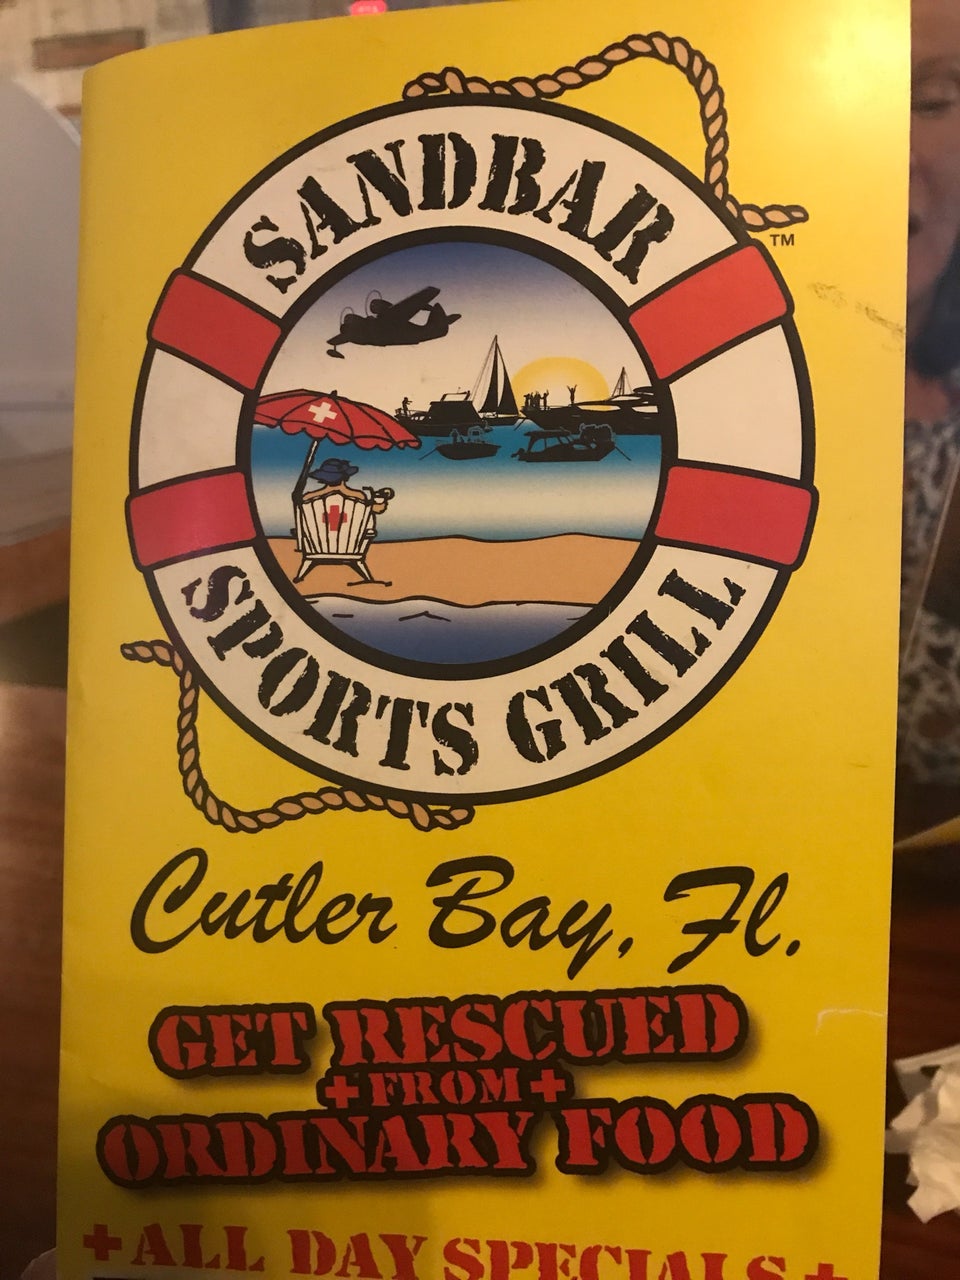 SANDBAR
TM
SPORTS GRILL
Cutler Bay, Fl.
GET RESCUED
+FROM+
ORDINARY FOOD
+ALL DAY SPECIALS+